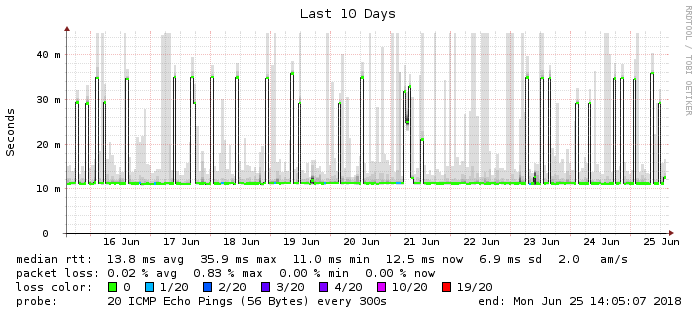 Last 10 Days
RRDTOOL / TOBI OETIKER
Seconds
40 m
30 m
20 m
10 m
0
16 Jun 17 Jun 18 Jun 19 Jun 20 Jun 21 Jun 22 Jun 23 Jun 24 Jun 25 Jun
median rtt: 13.8 ms avg 35.9 ms max 11.0 ms min 12.5 ms now 6.9 ms sd 2.0 am/s
packet loss: 0.02 % avg 0.83 % max 0.00 % min 0.00 % now
loss color: 0 1/20 2/20 3/20 4/20 10/20 19/20
probe: 20 ICMP Echo Pings (56 Bytes) every 300s end: Mon Jun 25 14:05:07 2018